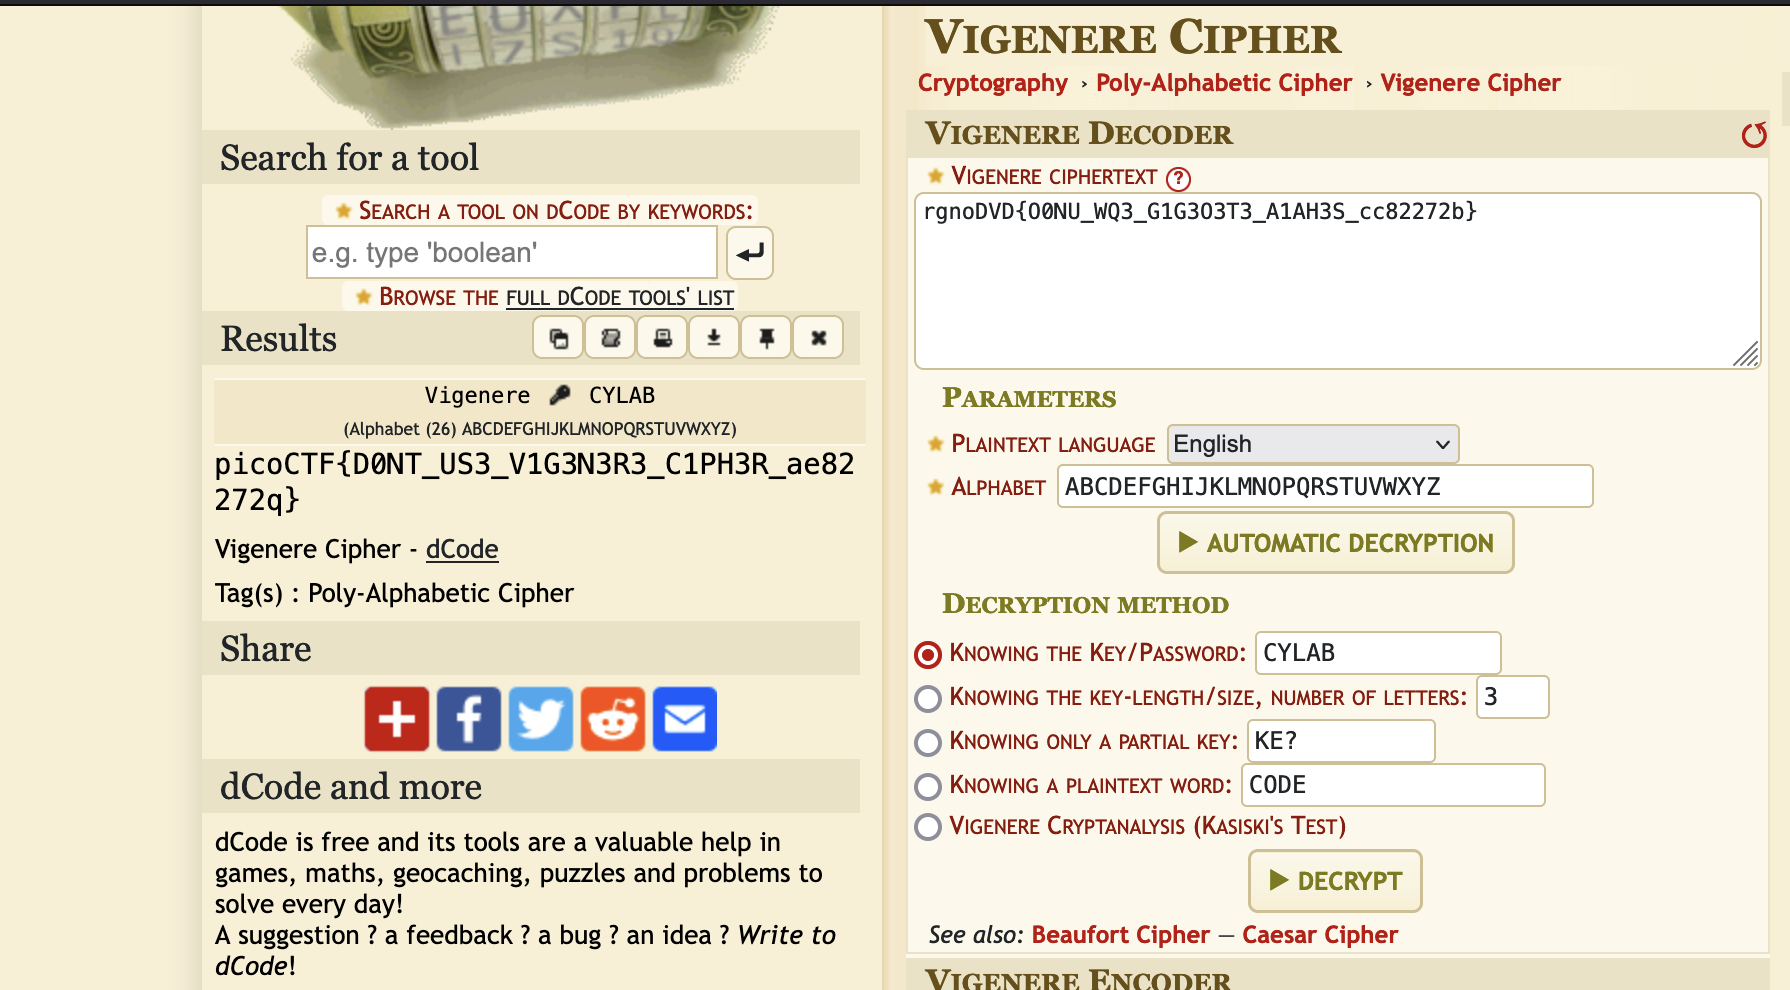 Search for a tool
Search a tool on dCode by keywords:
e.g. type 'boolean'
Browse the full dCode tools' list
Results
Vigenere CYLAB
(Alphabet (26) ABCDEFGHIJKLMNOPQRSTUVWXYZ)
picoCTF{D0NT_US3_V1G3N3R3_C1PH3R_ae82
272q}
Vigenere Cipher - dCode
Tag(s) : Poly-Alphabetic Cipher
Share
dCode and more
dCode is free and its tools are a valuable help in
games, maths, geocaching, puzzles and problems to
solve every day!
A suggestion ? a feedback ? a bug ? an idea ? Write to
dCode!
Vigenere Cipher
Cryptography › Poly-Alphabetic Cipher › Vigenere Cipher
Vigenere Decoder
Vigenere ciphertext ?
rgnoDVD{O0NU_WQ3_G1G3O3T3_A1AH3S_cc82272b}
Parameters
Plaintext language English
Alphabet ABCDEFGHIJKLMNOPQRSTUVWXYZ
▶ AUTOMATIC DECRYPTION
Decryption method
Knowing the Key/Password: CYLAB
Knowing the key-length/size, number of letters: 3
Knowing only a partial key: KE?
Knowing a plaintext word: CODE
Vigenere Cryptanalysis (Kasiski's Test)
▶ DECRYPT
See also: Beaufort Cipher — Caesar Cipher
Vigenere Encoder